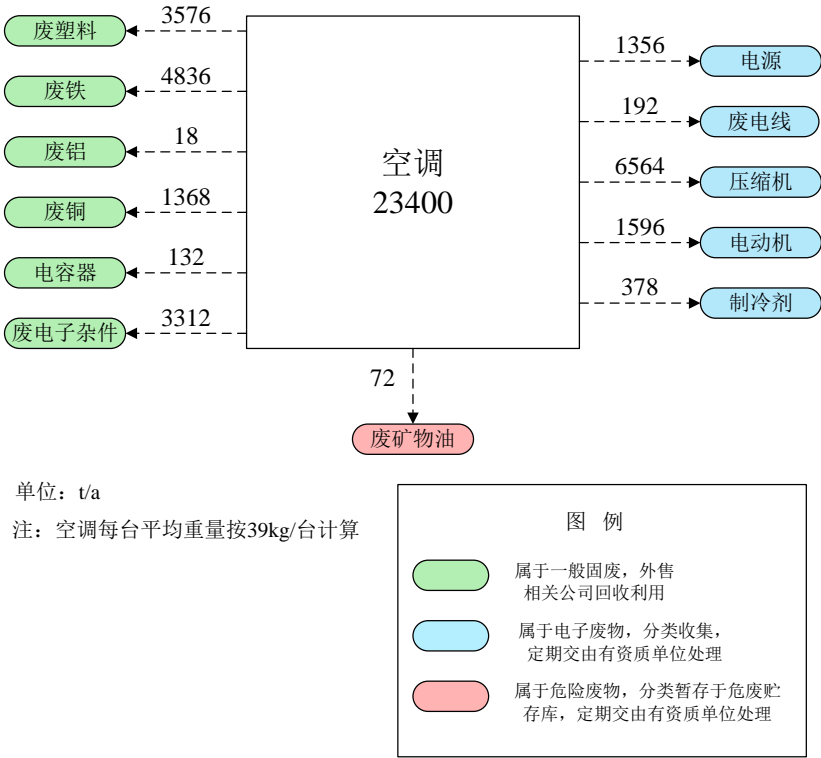 3576
废塑料
4836
废铁
18
废铝
1368
废铜
132
电容器
3312
废电子杂件
空调
23400
1356
电源
192
废电线
6564
压缩机
1596
电动机
378
制冷剂
72
废矿物油
单位：t/a
注：空调每台平均重量按39kg/台计算
图 例
属于一般固废，外售
相关公司回收利用
属于电子废物，分类收集，
定期交由有资质单位处理
属于危险废物，分类暂存于危废贮
存库，定期交由有资质单位处理